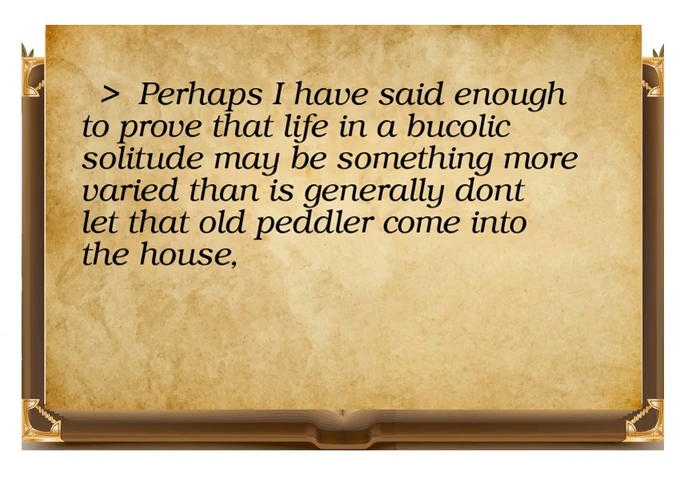 > Perhaps I have said enough
to prove that life in a bucolic
solitude may be something more
varied than is generally dont
let that old peddler come into
the house,